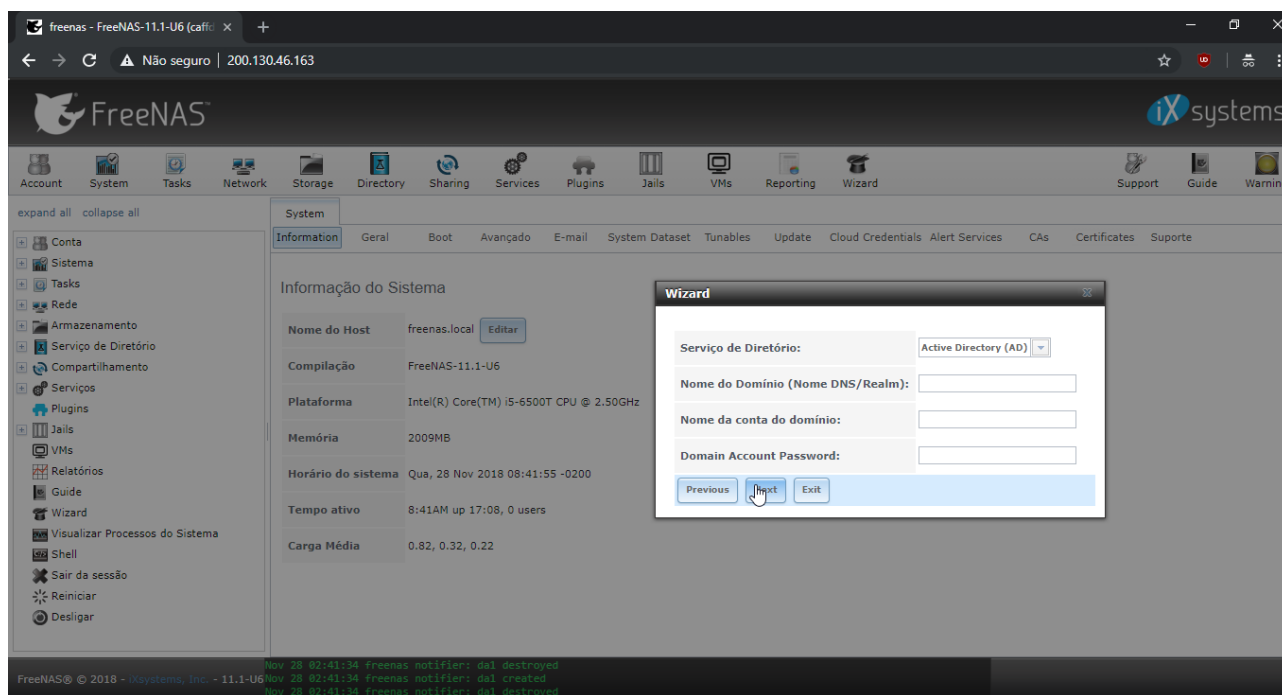 freenas - FreeNAS-11.1-U6 (caffd
Não seguro | 200.130.46.163
FreeNAS™
iXsystems
Account System Tasks Network Storage Directory Sharing Services Plugins Jails VMs Reporting Wizard Support Guide Warnin
expand all collapse all
Conta
Sistema
Tasks
Rede
Armazenamento
Serviço de Diretório
Compartilhamento
Serviços
Plugins
Jails
VMs
Relatórios
Guide
Wizard
Visualizar Processos do Sistema
Shell
Sair da sessão
Reiniciar
Desligar
System
Information Geral Boot Avançado E-mail System Dataset Tunables Update Cloud Credentials Alert Services CAs Certificates Suporte
Informação do Sistema
Nome do Host freenas.local Editar
Compilação FreeNAS-11.1-U6
Plataforma Intel(R) Core(TM) i5-6500T CPU @ 2.50GHz
Memória 2009MB
Horário do sistema Qua, 28 Nov 2018 08:41:55 -0200
Tempo ativo 8:41AM up 17:08, 0 users
Carga Média 0.82, 0.32, 0.22
Wizard
Serviço de Diretório: Active Directory (AD)
Nome do Domínio (Nome DNS/Realm):
Nome da conta do domínio:
Domain Account Password:
Previous Next Exit
FreeNAS® © 2018 - iXsystems, Inc. - 11.1-U6
Nov 28 02:41:34 freenas notifier: da1 destroyed
Nov 28 02:41:34 freenas notifier: da1 created
Nov 28 02:41:34 freenas notifier: da1 destroyed